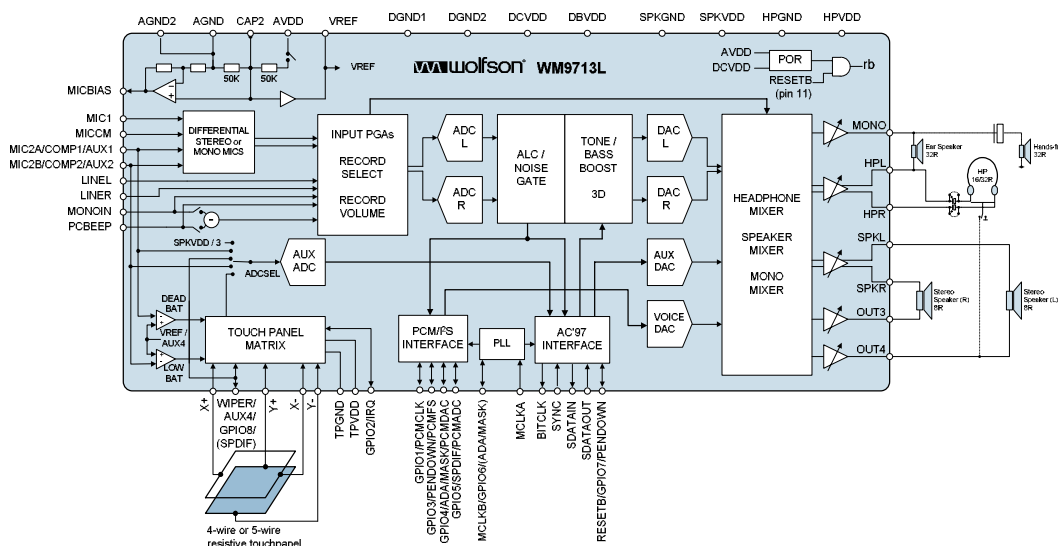 AGND2
AGND
CAP2
AVDD
VREF
DGND1
DGND2
DCVDD
DBVDD
SPKGND
SPKVDD
HPGND
HPVDD
50K
50K
VREF
wolfson® WM9713L
AVDD
DCVDD
POR
RESETB
(pin 11)
rb
MICBIAS
MIC1
MICCM
MIC2A/COMP1/AUX1
MIC2B/COMP2/AUX2
LINEL
LINER
MONOIN
PCBEEP
DIFFERENTIAL
STEREO or
MONO MICS
INPUT PGAs
RECORD
SELECT
RECORD
VOLUME
ADC
L
ADC
R
ALC /
NOISE
GATE
TONE /
BASS
BOOST
3D
DAC
L
DAC
R
HEADPHONE
MIXER
SPEAKER
MIXER
MONO
MIXER
MONO
HPL
HPR
SPKL
SPKR
OUT3
OUT4
Ear Speaker
32R
32R
HP
16/32R
Stereo
Speaker (R)
8R
Stereo
Speaker (L)
8R
SPKVDD / 3
ADCSEL
AUX
ADC
AUX
DAC
VOICE
DAC
DEAD
BAT
VREF /
AUX4
LOW
BAT
TOUCH PANEL
MATRIX
PCM/I²S
INTERFACE
PLL
AC'97
INTERFACE
X+
WIPER/
AUX4/
GPIO8/
(SPDIF)
Y+
X-
Y-
TPGND
TPVDD
GPIO2/IRQ
GPIO1/PCMCLK
GPIO3/PENDOWN/PCMFS
GPIO4/ADA/MASK/PCMDAC
GPIO5/SPDIF/PCMADC
MCLKB/GPIO6/(ADA/MASK)
MCLKA
BITCLK
SYNC
SDATAIN
SDATAOUT
RESETB/GPIO7/PENDOWN
4-wire or 5-wire
resistive touchpanel